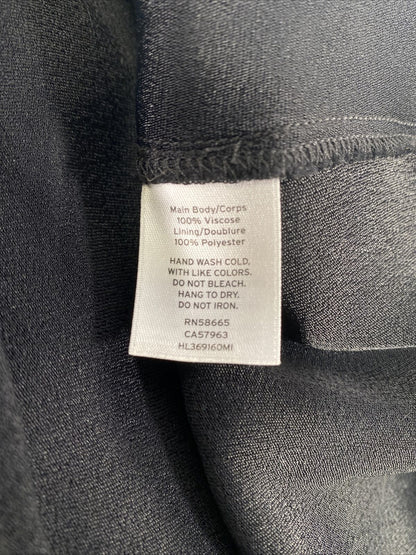 Main Body/Corps
100% Viscose
Lining/Doublure
100% Polyester
HAND WASH COLD,
WITH LIKE COLORS.
DO NOT BLEACH.
HANG TO DRY.
DO NOT IRON.
RN58665
CA57963
HL369160MI